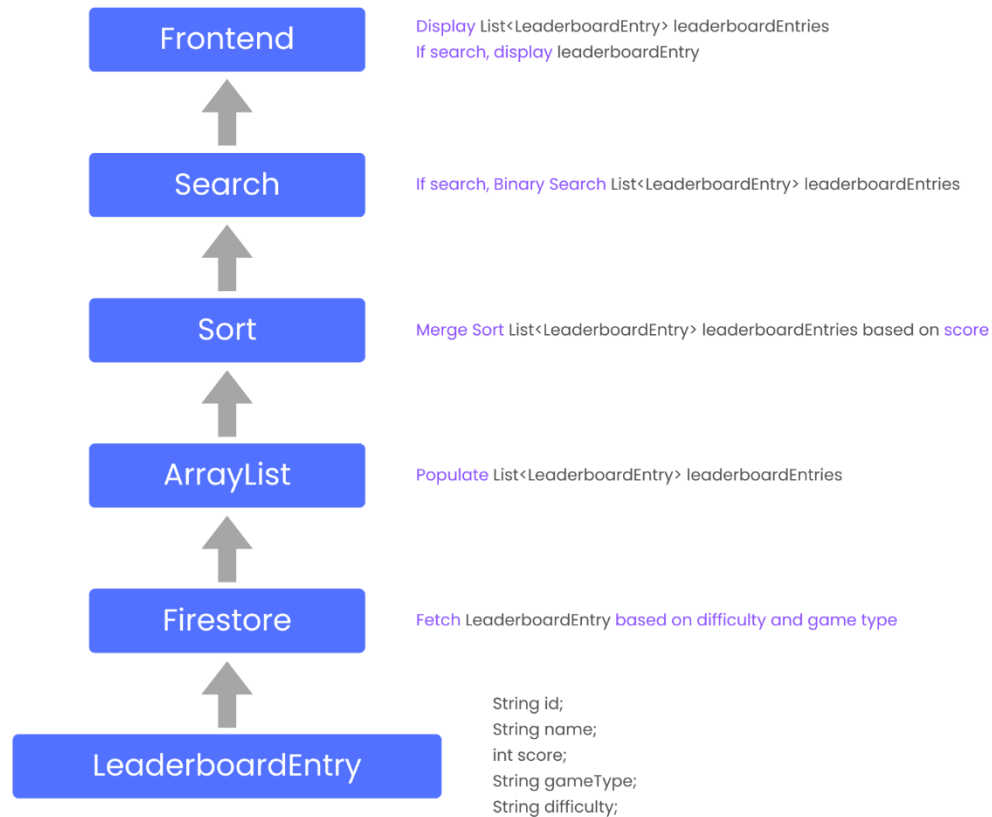 Frontend
Display List<LeaderboardEntry> leaderboardEntries
If search, display leaderboardEntry
Search
If search, Binary Search List<LeaderboardEntry> leaderboardEntries
Sort
Merge Sort List<LeaderboardEntry> leaderboardEntries based on score
ArrayList
Populate List<LeaderboardEntry> leaderboardEntries
Firestore
Fetch LeaderboardEntry based on difficulty and game type
LeaderboardEntry
String id;
String name;
int score;
String gameType;
String difficulty;